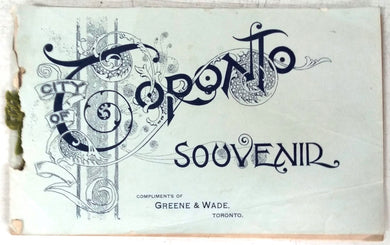 CITY
OF
TORONTO
SOUVENIR
COMPLIMENTS OF
GREENE & WADE.
TORONTO.